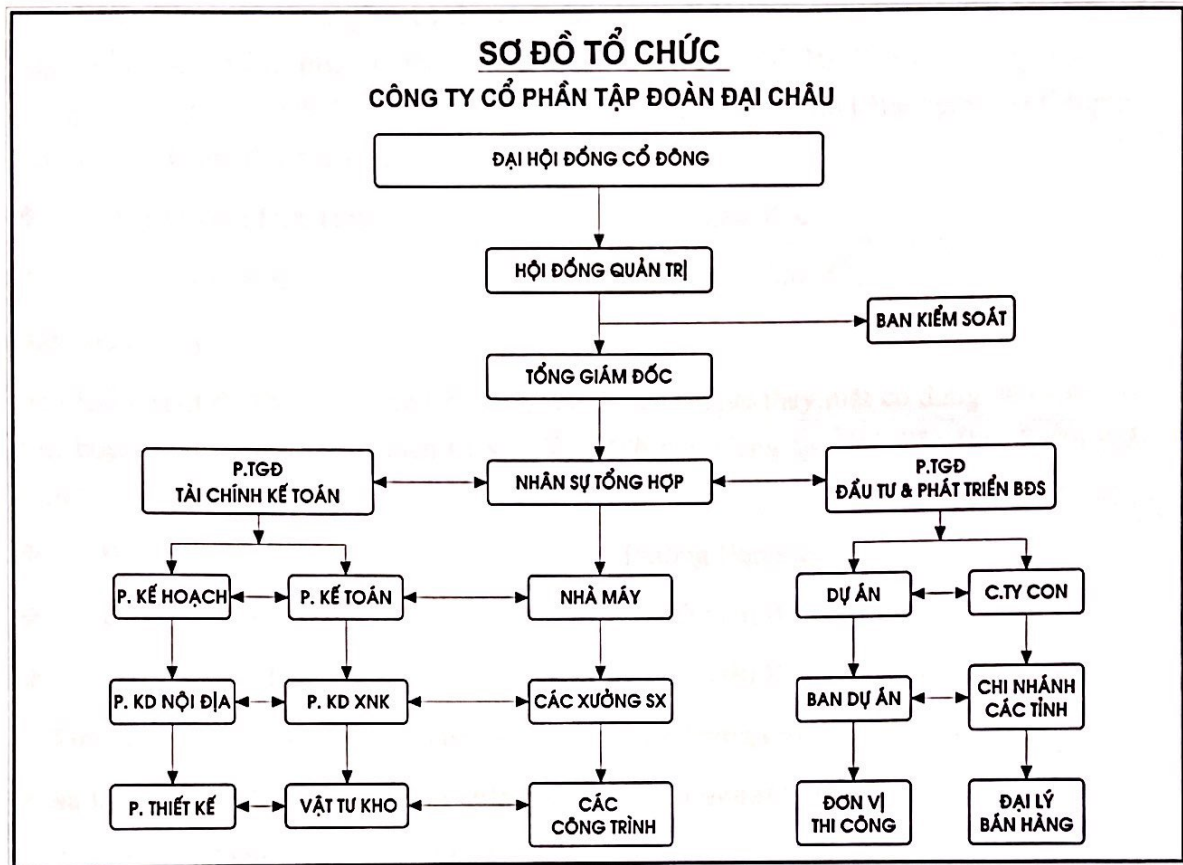 SƠ ĐỒ TỔ CHỨC
CÔNG TY CỔ PHẦN TẬP ĐOÀN ĐẠI CHÂU
ĐẠI HỘI ĐỒNG CỔ ĐÔNG
HỘI ĐỒNG QUẢN TRỊ
BAN KIỂM SOÁT
TỔNG GIÁM ĐỐC
P.TGĐ
TÀI CHÍNH KẾ TOÁN
NHÂN SỰ TỔNG HỢP
P.TGĐ
ĐẦU TƯ & PHÁT TRIỂN BĐS
P. KẾ HOẠCH
P. KẾ TOÁN
NHÀ MÁY
DỰ ÁN
C.TY CON
P. KD NỘI ĐỊA
P. KD XNK
CÁC XƯỞNG SX
BAN DỰ ÁN
CHI NHÁNH
CÁC TỈNH
P. THIẾT KẾ
VẬT TƯ KHO
CÁC
CÔNG TRÌNH
ĐƠN VỊ
THI CÔNG
ĐẠI LÝ
BÁN HÀNG